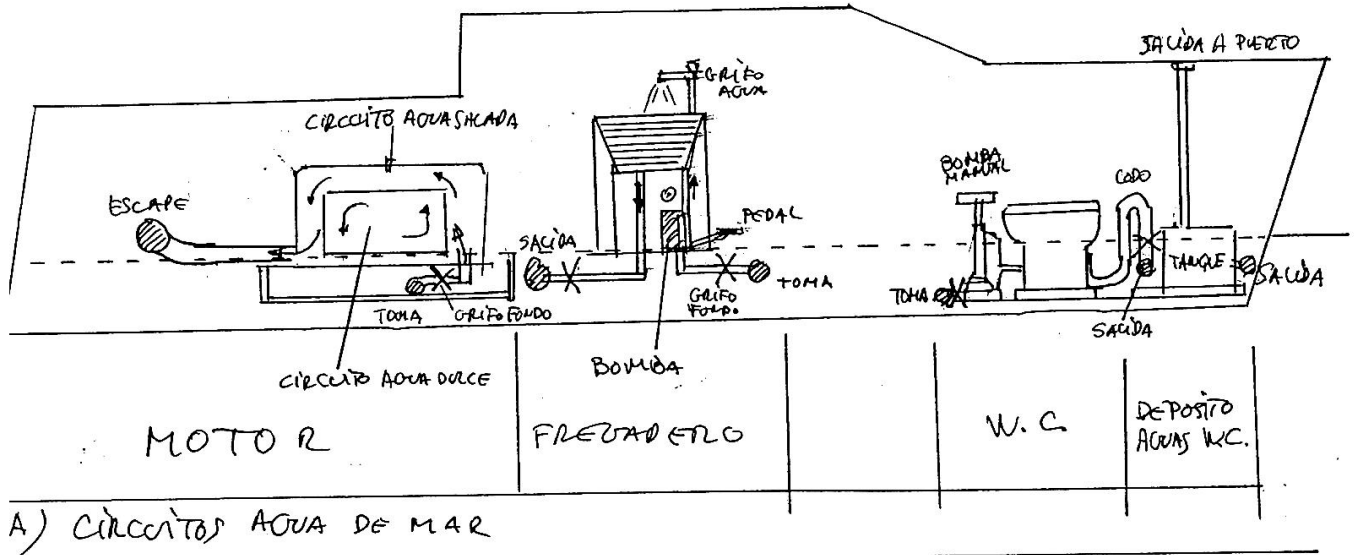 SALIDA A PUERTO
GRIFO
AGUA
CIRCUITO AGUA SALADA
BOMBA
MANUAL
CODO
ESCAPE
PEDAL
SALIDA
TANQUE
SALIDA
TOMA
GRIFO FONDO
GRIFO
FONDO
TOMA
TOMA
SALIDA
CIRCUITO AGUA DULCE
BOMBA
MOTOR
FREGADERO
W.C.
DEPOSITO
AGUAS W.C.
A) CIRCUITOS AGUA DE MAR